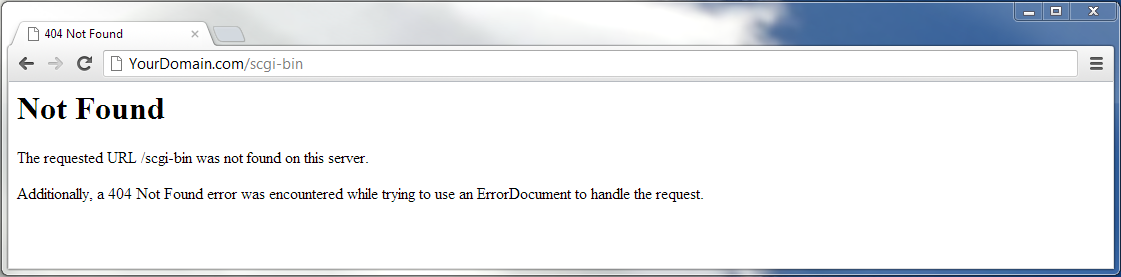 404 Not Found
YourDomain.com/scgi-bin
Not Found
The requested URL /scgi-bin was not found on this server.
Additionally, a 404 Not Found error was encountered while trying to use an ErrorDocument to handle the request.